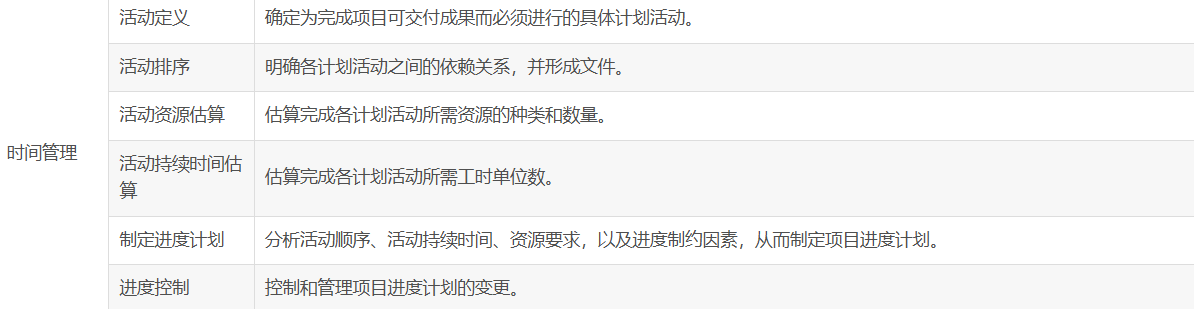 活动定义
确定为完成项目可交付成果而必须进行的具体计划活动。
活动排序
明确各计划活动之间的依赖关系，并形成文件。
活动资源估算
估算完成各计划活动所需资源的种类和数量。
时间管理
活动持续时间估
算
估算完成各计划活动所需工时单位数。
制定进度计划
分析活动顺序、活动持续时间、资源要求，以及进度制约因素，从而制定项目进度计划。
进度控制
控制和管理项目进度计划的变更。